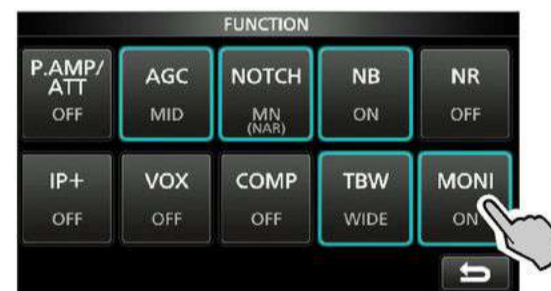 FUNCTION
P.AMP/
ATT
OFF
AGC
MID
NOTCH
MN
(NAR)
NB
ON
NR
OFF
IP+
OFF
VOX
OFF
COMP
OFF
TBW
WIDE
MONI
ON